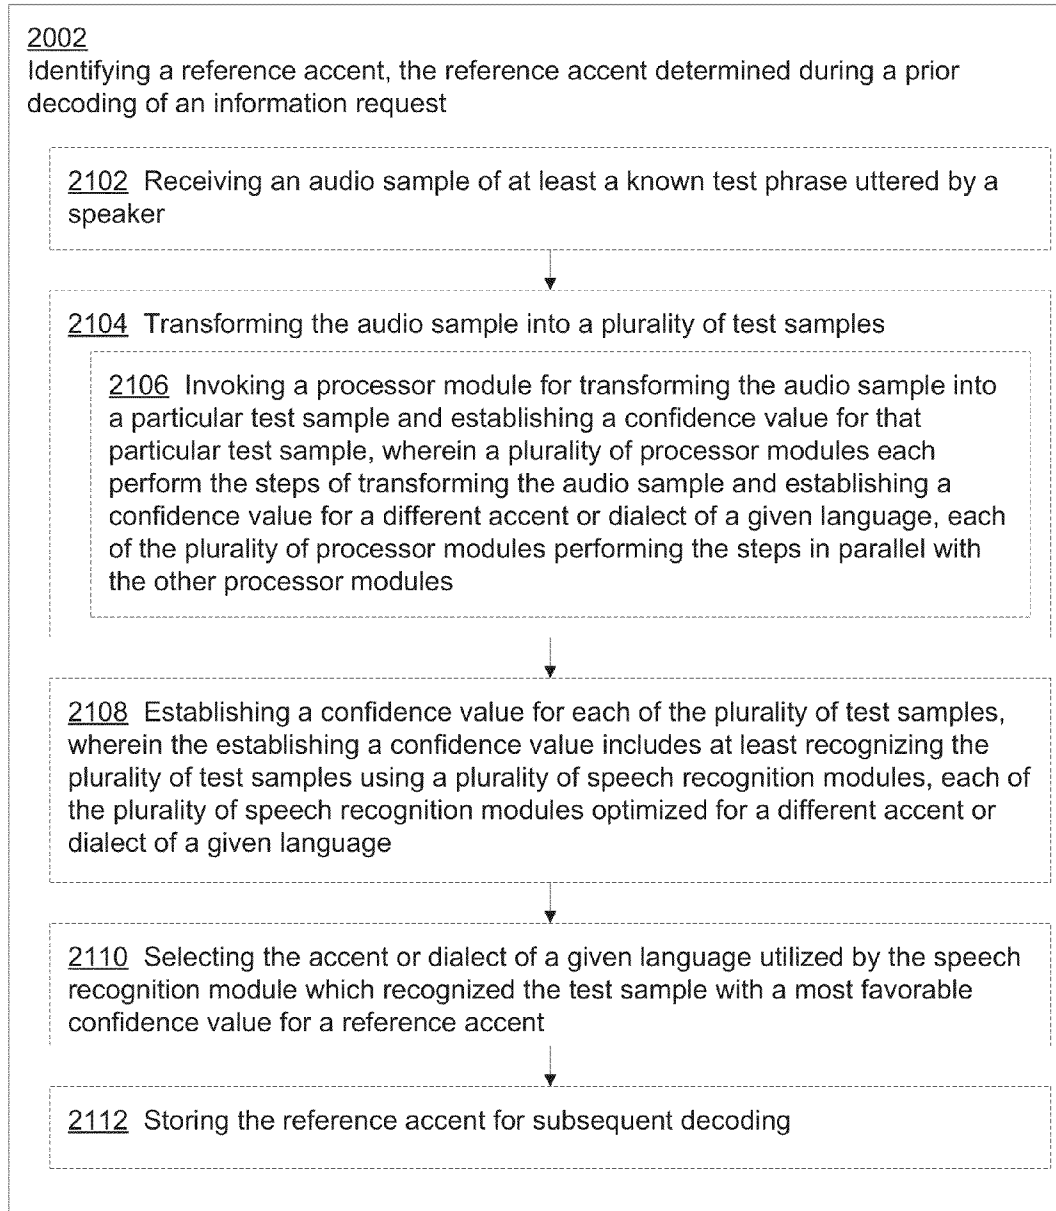 2002
Identifying a reference accent, the reference accent determined during a prior
decoding of an information request
2102 Receiving an audio sample of at least a known test phrase uttered by a
speaker
2104 Transforming the audio sample into a plurality of test samples
2106 Invoking a processor module for transforming the audio sample into
a particular test sample and establishing a confidence value for that
particular test sample, wherein a plurality of processor modules each
perform the steps of transforming the audio sample and establishing a
confidence value for a different accent or dialect of a given language, each
of the plurality of processor modules performing the steps in parallel with
the other processor modules
2108 Establishing a confidence value for each of the plurality of test samples,
wherein the establishing a confidence value includes at least recognizing the
plurality of test samples using a plurality of speech recognition modules, each of
the plurality of speech recognition modules optimized for a different accent or
dialect of a given language
2110 Selecting the accent or dialect of a given language utilized by the speech
recognition module which recognized the test sample with a most favorable
confidence value for a reference accent
2112 Storing the reference accent for subsequent decoding